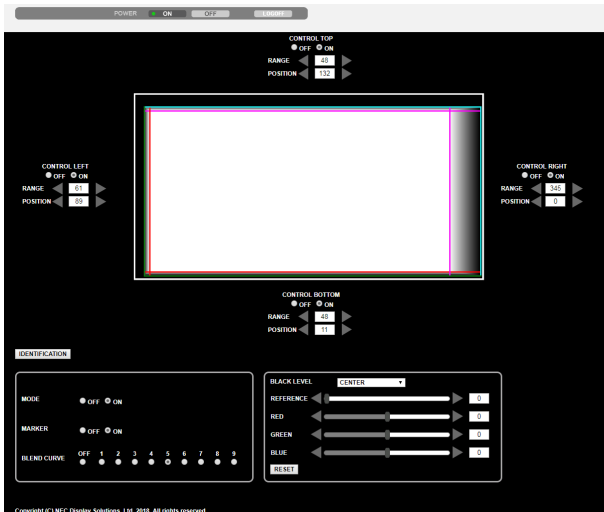 POWER ON OFF LOGOFF
CONTROL TOP
OFF ON
RANGE 48
POSITION 132
CONTROL LEFT
OFF ON
RANGE 61
POSITION 89
CONTROL RIGHT
OFF ON
RANGE 345
POSITION 0
CONTROL BOTTOM
OFF ON
RANGE 48
POSITION 11
IDENTIFICATION
MODE OFF ON
MARKER OFF ON
BLEND CURVE OFF 1 2 3 4 5 6 7 8 9
BLACK LEVEL CENTER
REFERENCE 0
RED 0
GREEN 0
BLUE 0
RESET
Copyright (C) NEC Display Solutions, Ltd. 2018. All rights reserved.